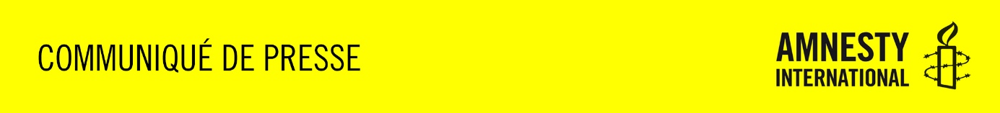 COMMUNIQUÉ DE PRESSE
AMNESTY
INTERNATIONAL